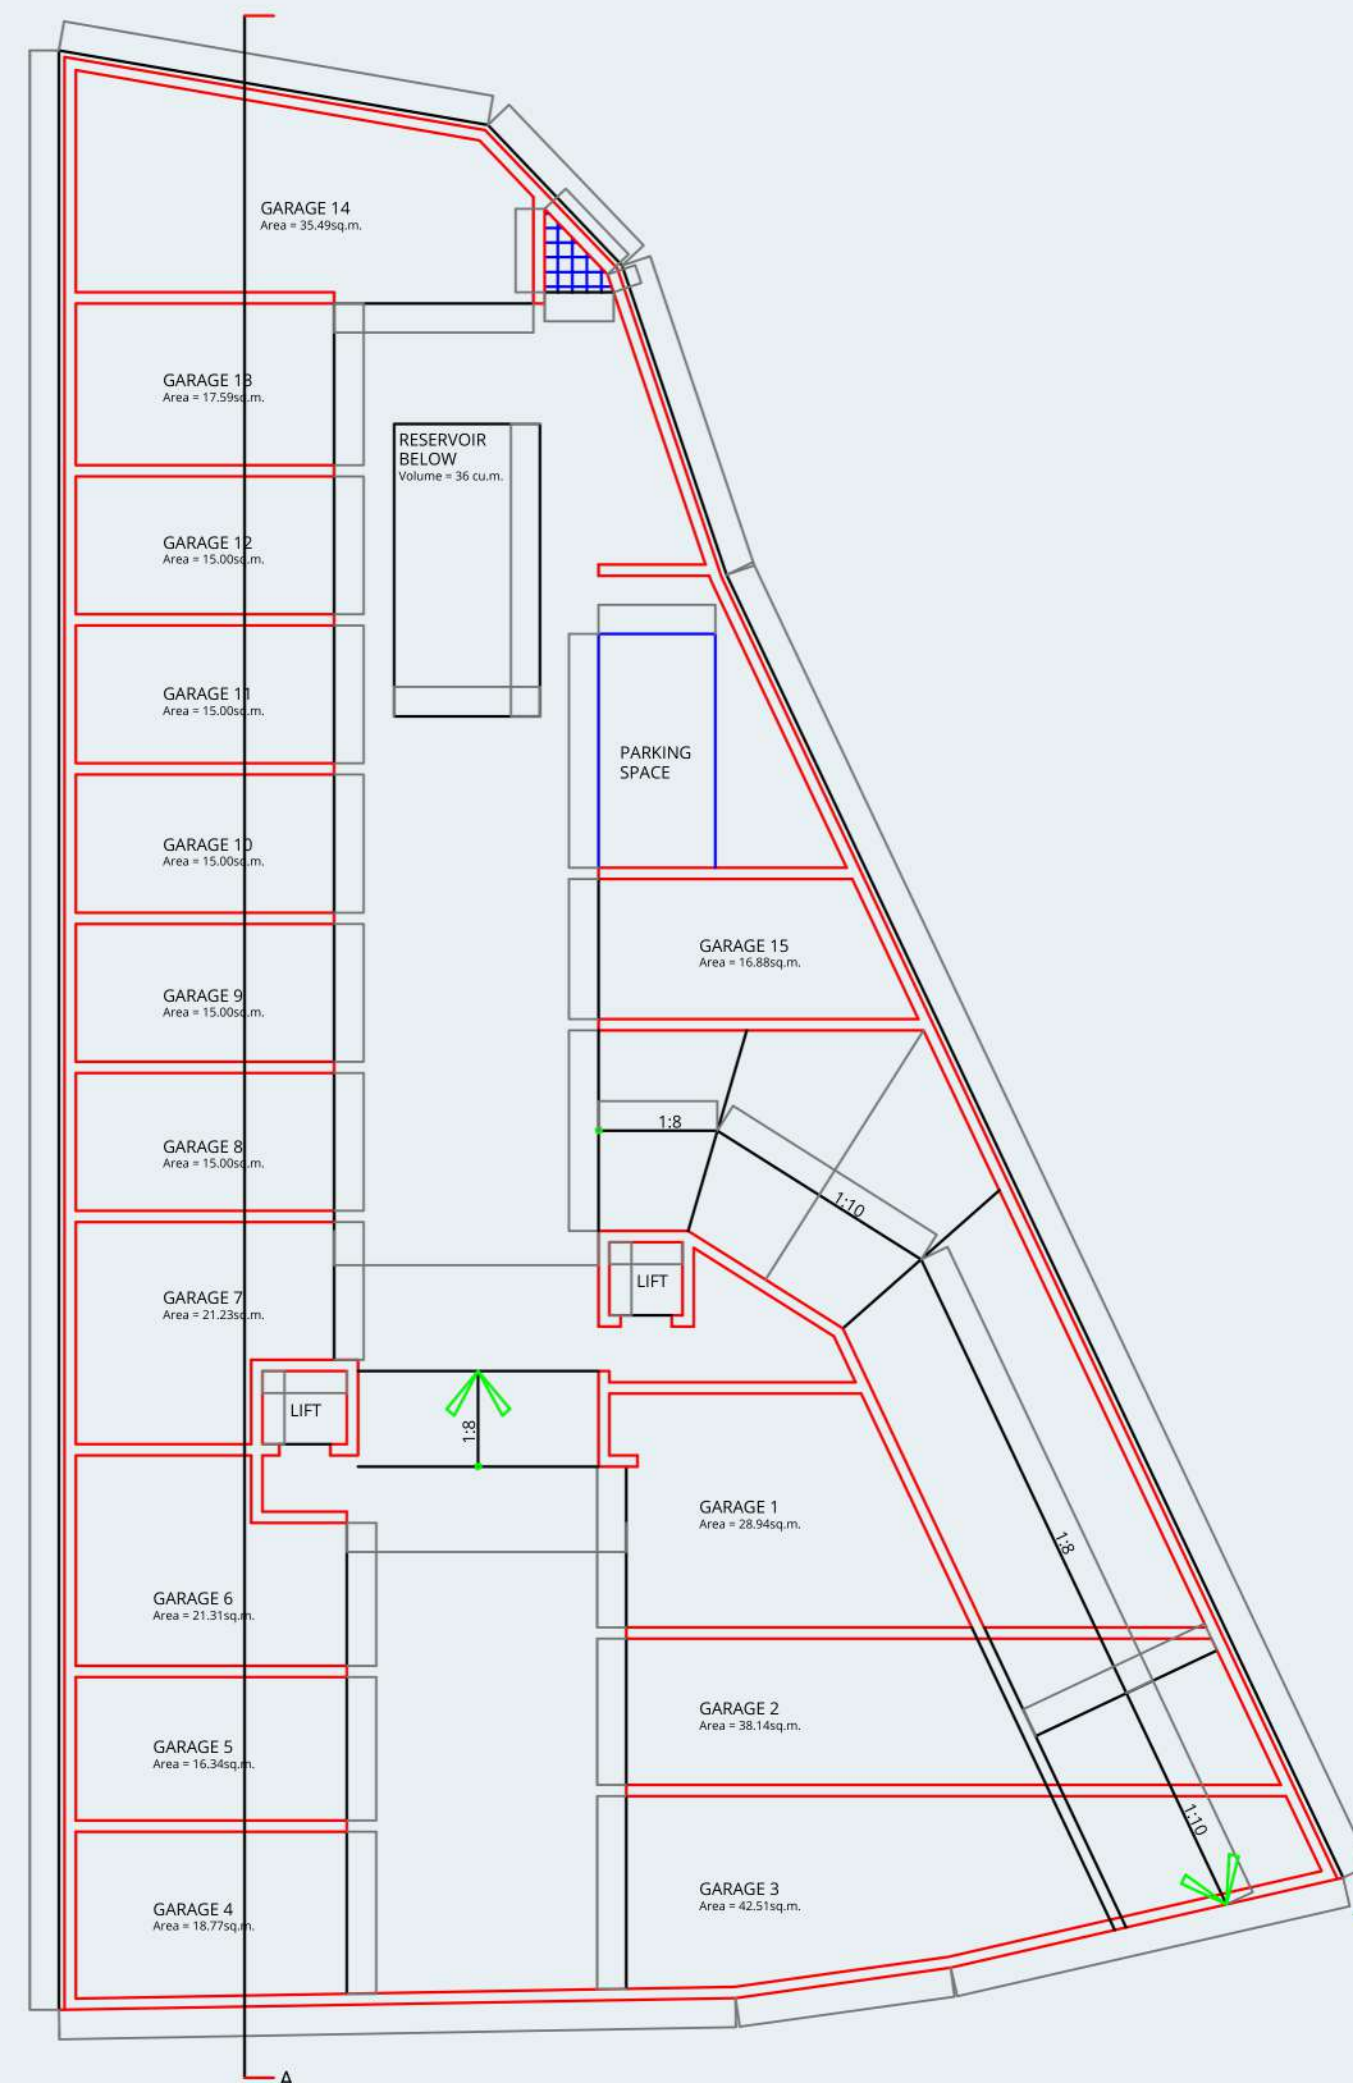 GARAGE 14
Area = 35.49sq.m.
GARAGE 13
Area = 17.59sq.m.
RESERVOIR
BELOW
Volume = 36 cu.m.
GARAGE 12
Area = 15.00sq.m.
GARAGE 11
Area = 15.00sq.m.
PARKING
SPACE
GARAGE 10
Area = 15.00sq.m.
GARAGE 15
Area = 16.88sq.m.
GARAGE 9
Area = 15.00sq.m.
1:8
GARAGE 8
Area = 15.00sq.m.
1:10
LIFT
GARAGE 7
Area = 21.23sq.m.
LIFT
1:8
GARAGE 1
Area = 28.94sq.m.
1:8
GARAGE 6
Area = 21.31sq.m.
GARAGE 2
Area = 38.14sq.m.
GARAGE 5
Area = 16.34sq.m.
1:10
GARAGE 3
Area = 42.51sq.m.
GARAGE 4
Area = 18.77sq.m.
A